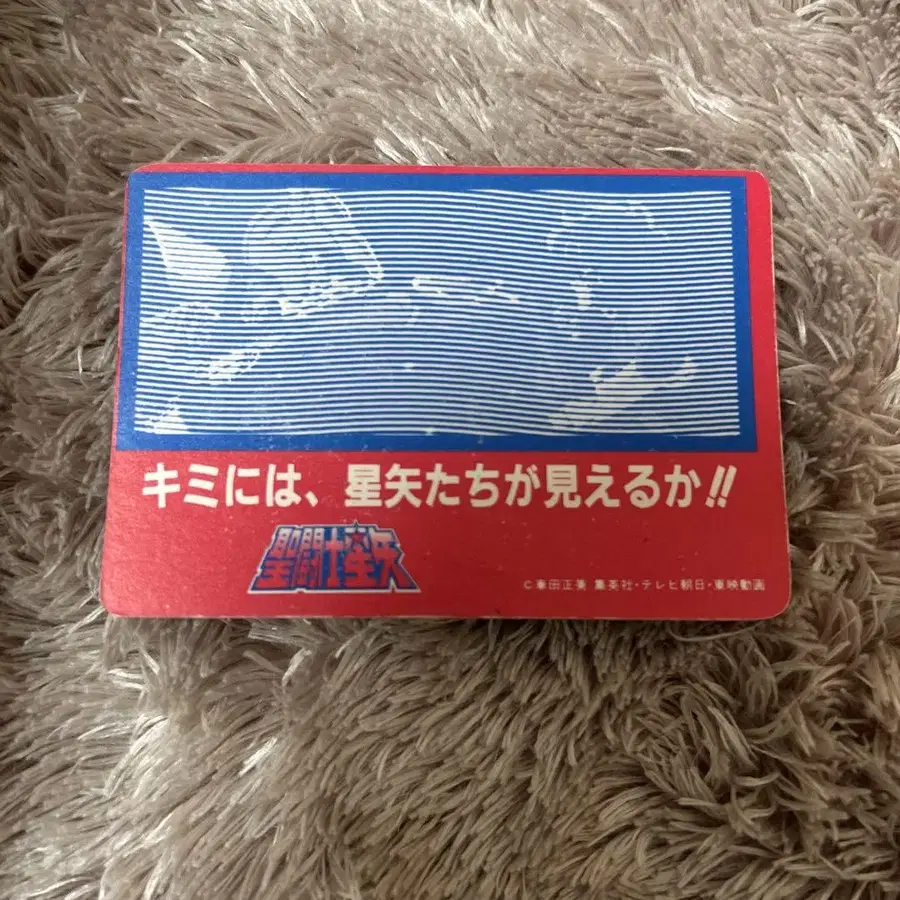 キミには、星矢たちが見えるか!!
聖闘士星矢
©車田正美 集英社・テレビ朝日・東映動画